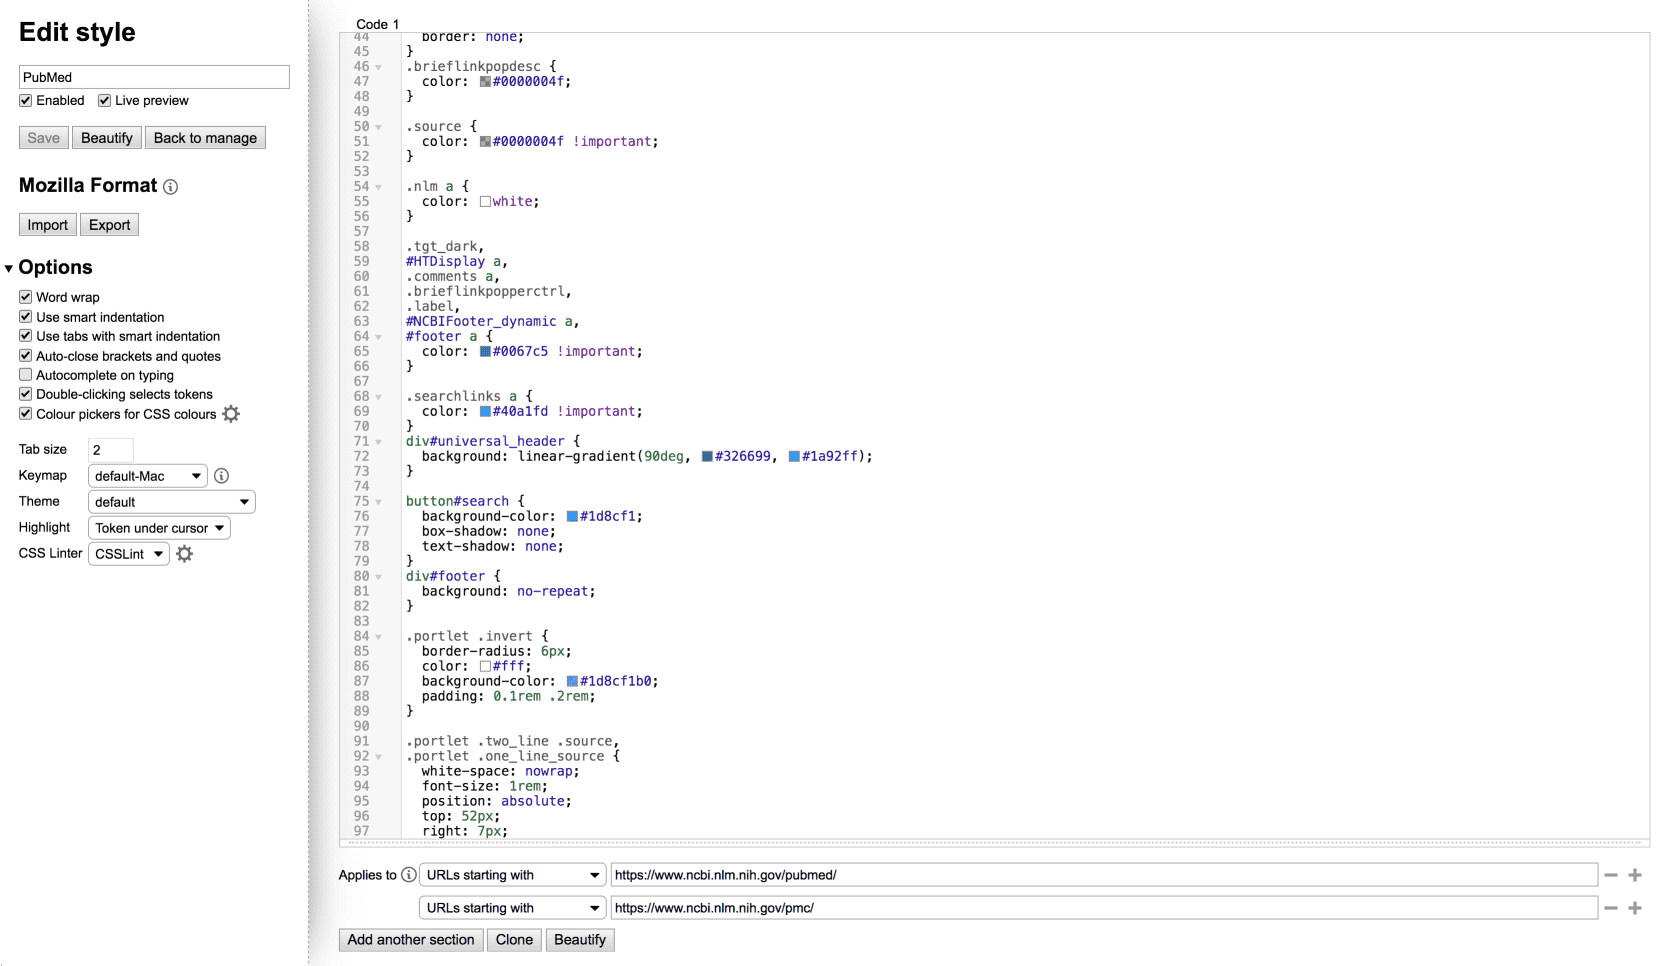 Edit style
PubMed
Enabled Live preview
Save Beautify Back to manage
Mozilla Format
Import Export
Options
Word wrap
Use smart indentation
Use tabs with smart indentation
Auto-close brackets and quotes
Autocomplete on typing
Double-clicking selects tokens
Colour pickers for CSS colours
Tab size 2
Keymap default-Mac
Theme default
Highlight Token under cursor
CSS Linter CSSLint
Code 1
44 border: none;
45 }
46 .brieflinkpopdesc {
47 color: #0000004f;
48 }
49
50 .source {
51 color: #0000004f !important;
52 }
53
54 .nlm a {
55 color: white;
56 }
57
58 .tgt_dark,
59 #HTDisplay a,
60 .comments a,
61 .brieflinkpopperctrl,
62 .label,
63 #NCBIFooter_dynamic a,
64 #footer a {
65 color: #0067c5 !important;
66 }
67
68 .searchlinks a {
69 color: #40a1fd !important;
70 }
71 div#universal_header {
72 background: linear-gradient(90deg, #326699, #1a92ff);
73 }
74
75 button#search {
76 background-color: #1d8cf1;
77 box-shadow: none;
78 text-shadow: none;
79 }
80 div#footer {
81 background: no-repeat;
82 }
83
84 .portlet .invert {
85 border-radius: 6px;
86 color: #fff;
87 background-color: #1d8cf1b0;
88 padding: 0.1rem .2rem;
89 }
90
91 .portlet .two_line .source,
92 .portlet .one_line_source {
93 white-space: nowrap;
94 font-size: 1rem;
95 position: absolute;
96 top: 52px;
97 right: 7px;
Applies to URLs starting with https://www.ncbi.nlm.nih.gov/pubmed/
URLs starting with https://www.ncbi.nlm.nih.gov/pmc/
Add another section Clone Beautify